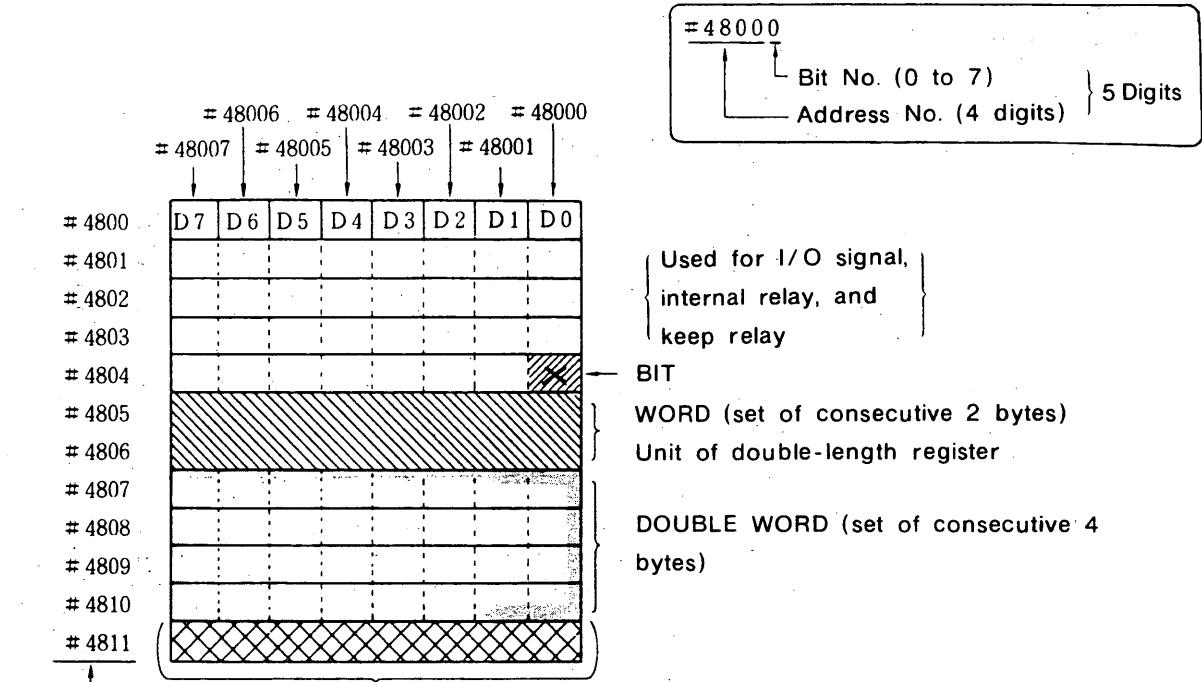 #48000
Bit No. (0 to 7)
Address No. (4 digits)
5 Digits
#48006 #48004 #48002 #48000
#48007 #48005 #48003 #48001
#4800 D7 D6 D5 D4 D3 D2 D1 D0
#4801
#4802
#4803
Used for I/O signal,
internal relay, and
keep relay
#4804 BIT
#4805 WORD (set of consecutive 2 bytes)
#4806 Unit of double-length register
#4807
#4808 DOUBLE WORD (set of consecutive 4
#4809 bytes)
#4810
#4811